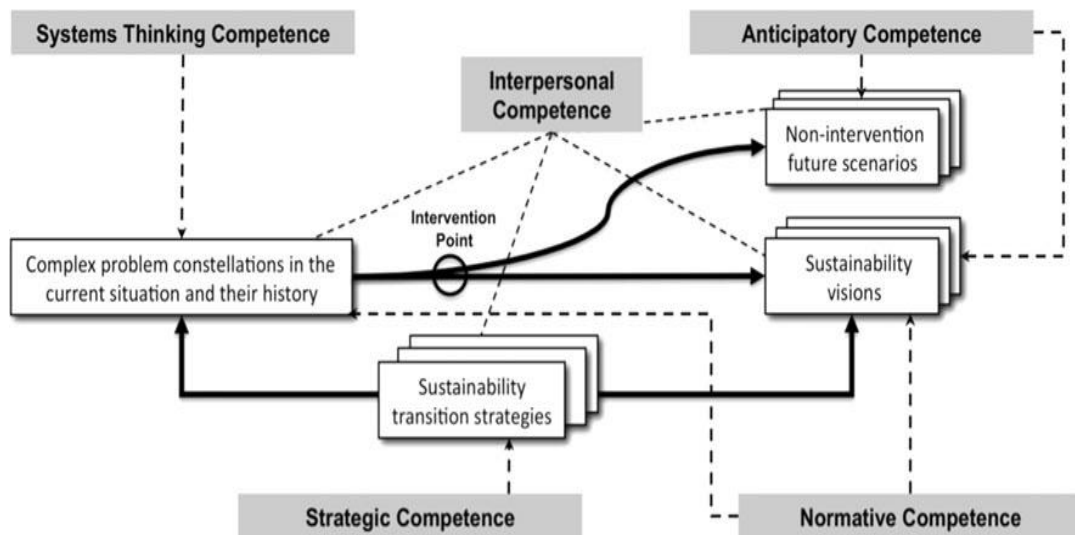 Systems Thinking Competence
Anticipatory Competence
Interpersonal
Competence
Non-intervention
future scenarios
Intervention
Point
Complex problem constellations in the
current situation and their history
Sustainability
visions
Sustainability
transition strategies
Strategic Competence
Normative Competence